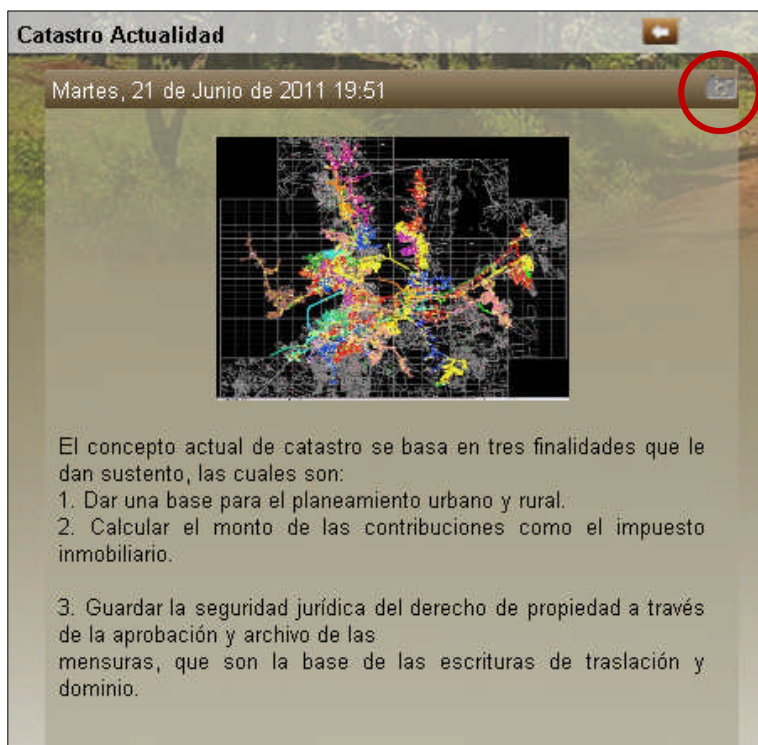 Catastro Actualidad
Martes, 21 de Junio de 2011 19:51
El concepto actual de catastro se basa en tres finalidades que le
dan sustento, las cuales son:
1. Dar una base para el planeamiento urbano y rural.
2. Calcular el monto de las contribuciones como el impuesto
inmobiliario.
3. Guardar la seguridad jurídica del derecho de propiedad a través
de la aprobación y archivo de las
mensuras, que son la base de las escrituras de traslación y
dominio.